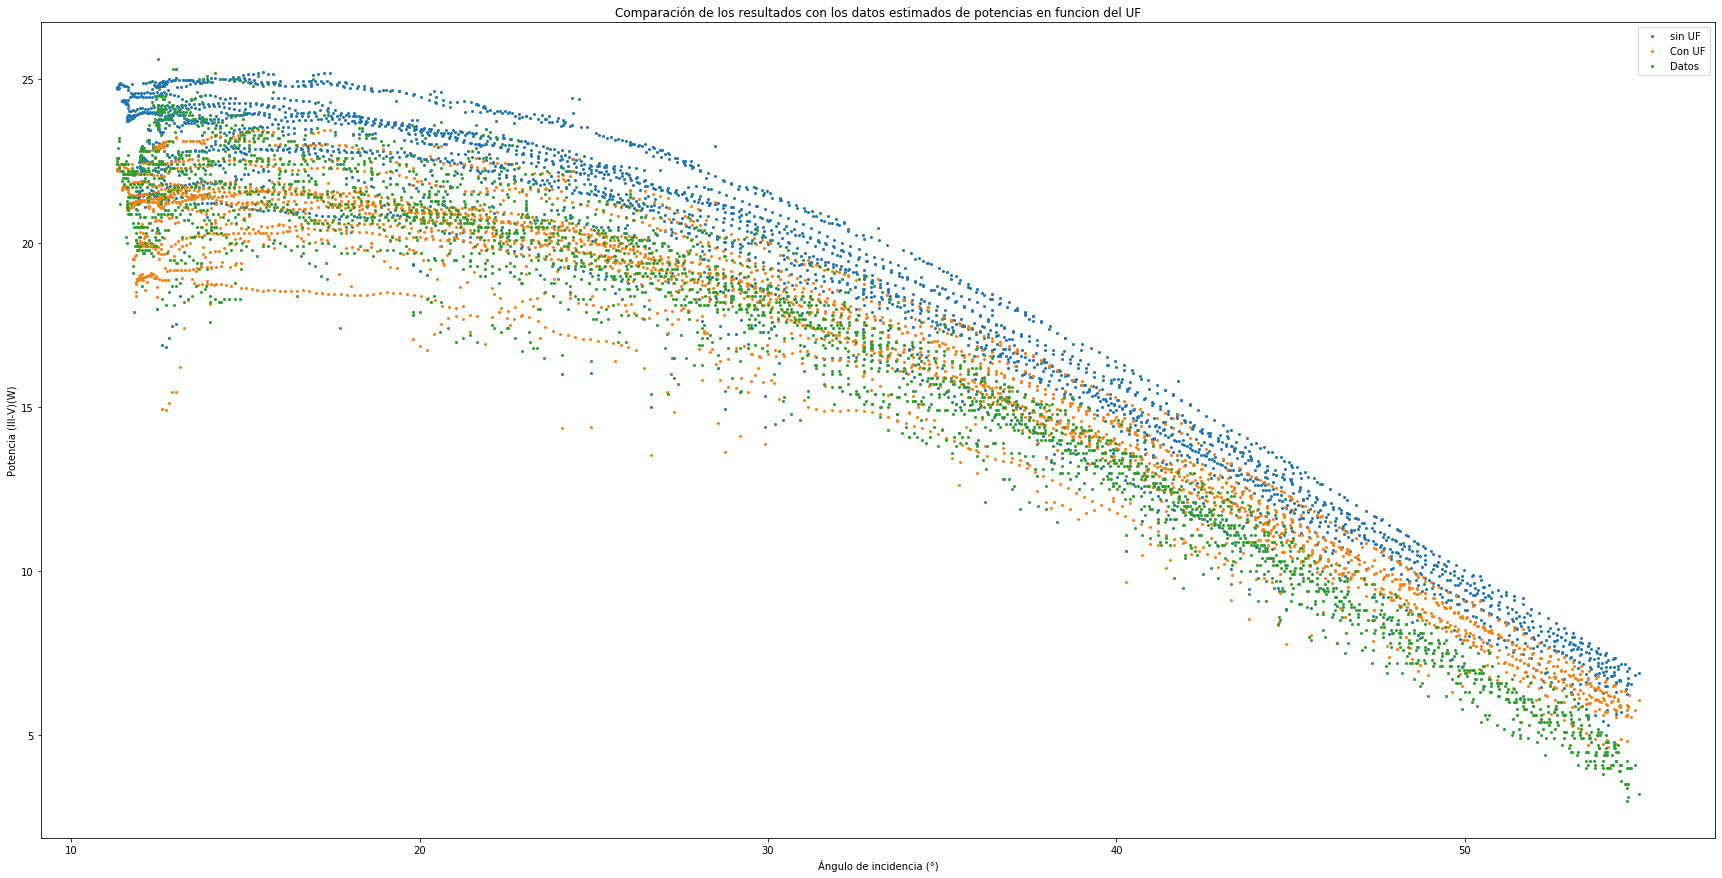 Comparación de los resultados con los datos estimados de potencias en funcion del UF
sin UF
Con UF
Datos
Potencia (III-V)(W)
25
20
15
10
5
10
20
30
40
50
Ángulo de incidencia (°)